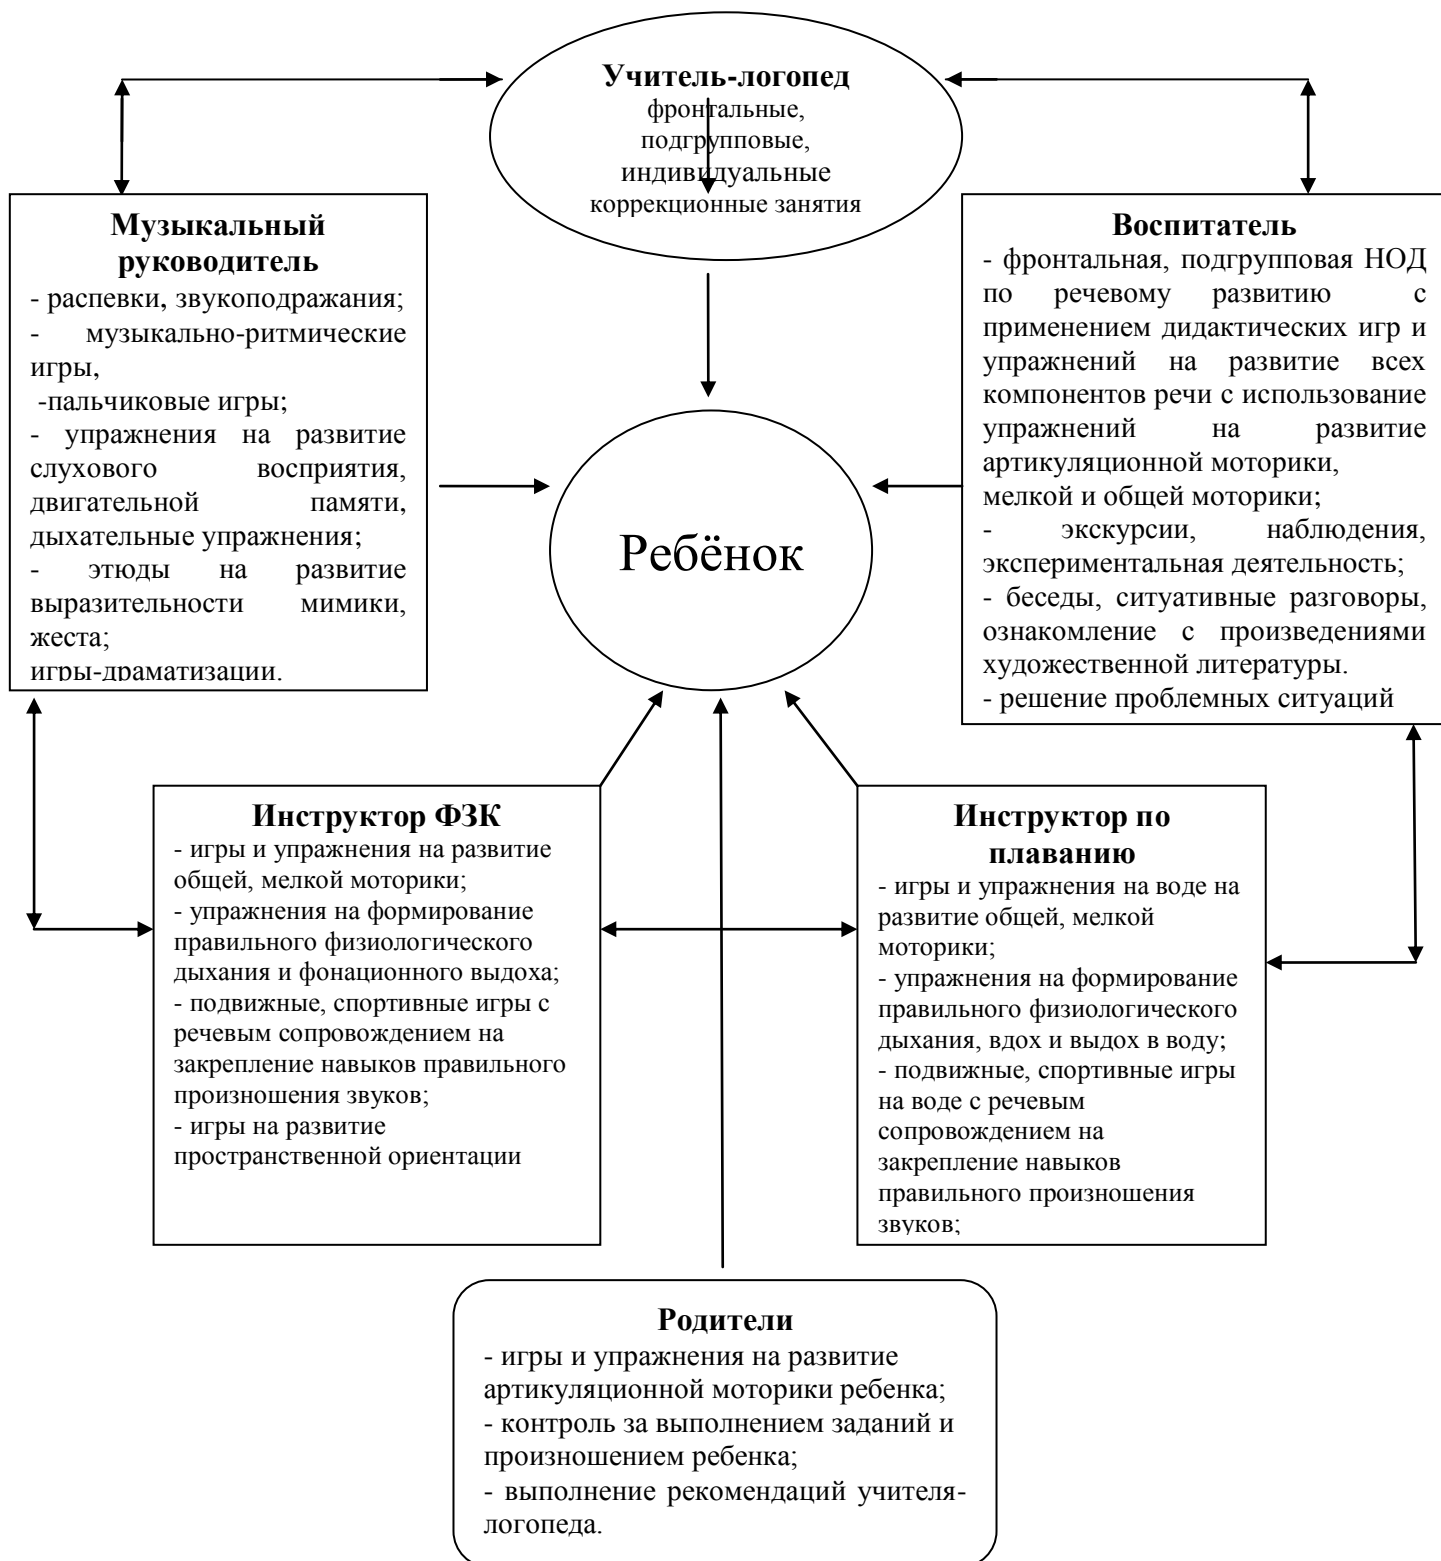 Учитель-логопед
фронтальные,
подгрупповые,
индивидуальные
коррекционные занятия
Музыкальный
руководитель
- распевки, звукоподражания;
- музыкально-ритмические
игры,
-пальчиковые игры;
- упражнения на развитие
слухового восприятия,
двигательной памяти,
дыхательные упражнения;
- этюды на развитие
выразительности мимики,
жеста;
игры-драматизации.
Воспитатель
- фронтальная, подгрупповая НОД
по речевому развитию с
применением дидактических игр и
упражнений на развитие всех
компонентов речи с использование
упражнений на развитие
артикуляционной моторики,
мелкой и общей моторики;
- экскурсии, наблюдения,
экспериментальная деятельность;
- беседы, ситуативные разговоры,
ознакомление с произведениями
художественной литературы.
- решение проблемных ситуаций
Ребёнок
Инструктор ФЗК
- игры и упражнения на развитие
общей, мелкой моторики;
- упражнения на формирование
правильного физиологического
дыхания и фонационного выдоха;
- подвижные, спортивные игры с
речевым сопровождением на
закрепление навыков правильного
произношения звуков;
- игры на развитие
пространственной ориентации
Инструктор по
плаванию
- игры и упражнения на воде на
развитие общей, мелкой
моторики;
- упражнения на формирование
правильного физиологического
дыхания, вдох и выдох в воду;
- подвижные, спортивные игры
на воде с речевым
сопровождением на
закрепление навыков
правильного произношения
звуков;
Родители
- игры и упражнения на развитие
артикуляционной моторики ребенка;
- контроль за выполнением заданий и
произношением ребенка;
- выполнение рекомендаций учителя-
логопеда.